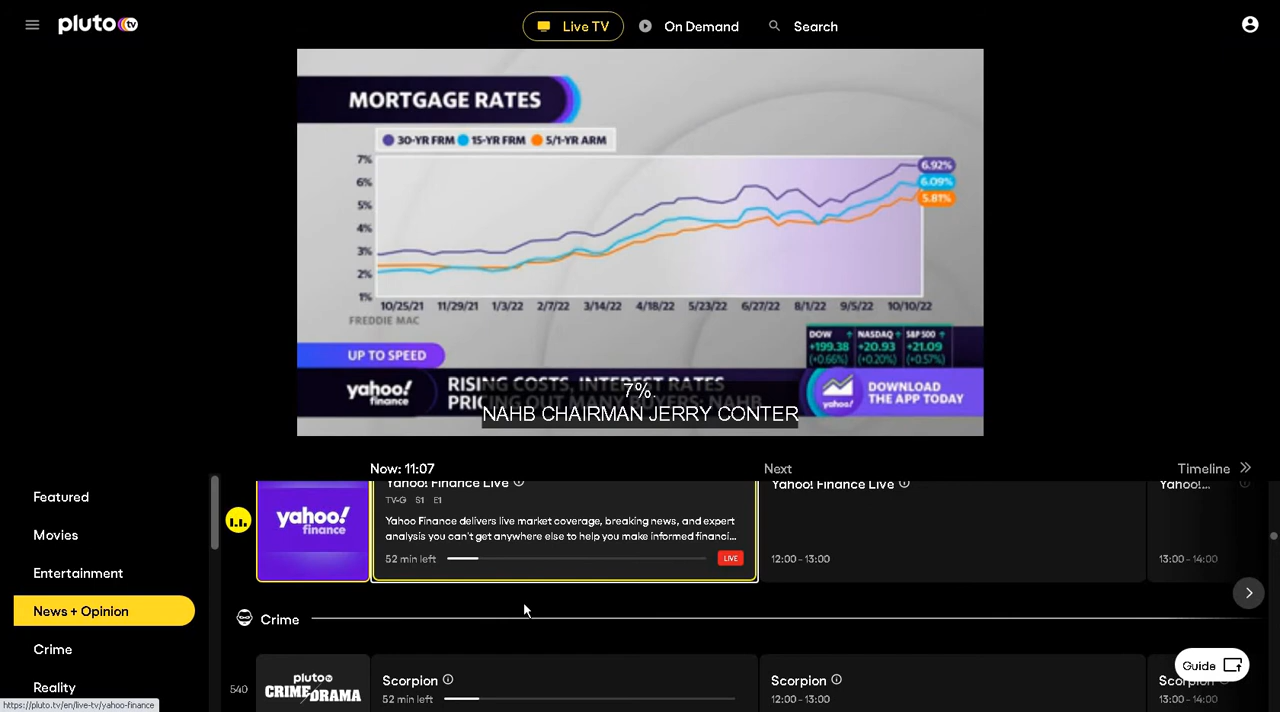 pluto tv
Live TV
On Demand
Search
MORTGAGE RATES
30-YR FRM 15-YR FRM 5/1-YR ARM
7%
6%
5%
4%
3%
2%
1%
6.92%
6.09%
5.81%
10/25/21 11/29/21 1/3/22 2/7/22 3/14/22 4/18/22 5/23/22 6/27/22 8/1/22 9/5/22 10/10/22
FREDDIE MAC
DOW NASDAQ S&P 500
+199.38 +20.93 +21.09
(+0.66%) (+0.20%) (+0.57%)
UP TO SPEED
yahoo!
finance
RISING COSTS, INTEREST RATES
PRICING OUT MANY BUYERS: NAHB
7%.
NAHB CHAIRMAN JERRY CONTER
yahoo!
DOWNLOAD
THE APP TODAY
Now: 11:07
Next
Timeline
Featured
Movies
Entertainment
News + Opinion
Crime
Reality
yahoo!
finance
Yahoo! Finance Live
TV-G S1 E1
Yahoo Finance delivers live market coverage, breaking news, and expert
analysis you can't get anywhere else to help you make informed financi...
52 min left
LIVE
Yahoo! Finance Live
12:00 - 13:00
Yahoo!...
13:00 - 14:00
Crime
540
pluto tv
CRIME DRAMA
Scorpion
52 min left
Scorpion
12:00 - 13:00
Scorpion
13:00 - 14:00
Guide
https://pluto.tv/en/live-tv/yahoo-finance